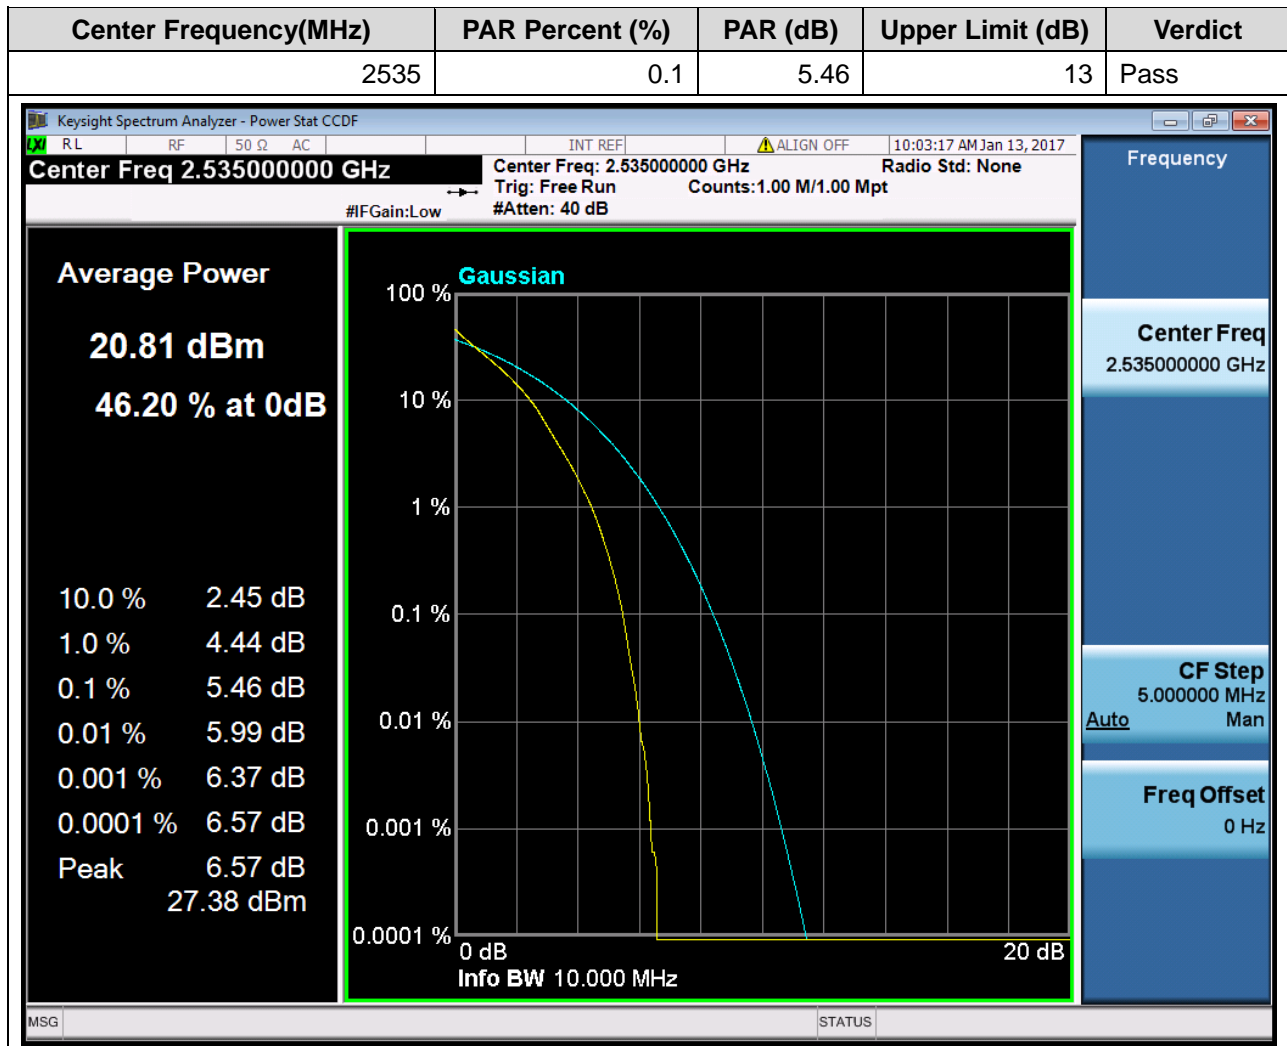 Center Frequency(MHz) PAR Percent (%) PAR (dB) Upper Limit (dB) Verdict
2535 0.1 5.46 13 Pass
Keysight Spectrum Analyzer - Power Stat CCDF
LXI RL RF 50 Ω AC INT REF ALIGN OFF 10:03:17 AM Jan 13, 2017
Center Freq 2.535000000 GHz
Center Freq: 2.535000000 GHz Radio Std: None
Trig: Free Run Counts:1.00 M/1.00 Mpt
#IFGain:Low #Atten: 40 dB
Average Power
20.81 dBm
46.20 % at 0dB
10.0 % 2.45 dB
1.0 % 4.44 dB
0.1 % 5.46 dB
0.01 % 5.99 dB
0.001 % 6.37 dB
0.0001 % 6.57 dB
Peak 6.57 dB
27.38 dBm
Gaussian
100 %
10 %
1 %
0.1 %
0.01 %
0.001 %
0.0001 %
0 dB 20 dB
Info BW 10.000 MHz
Frequency
Center Freq
2.535000000 GHz
CF Step
5.000000 MHz
Auto Man
Freq Offset
0 Hz
MSG STATUS